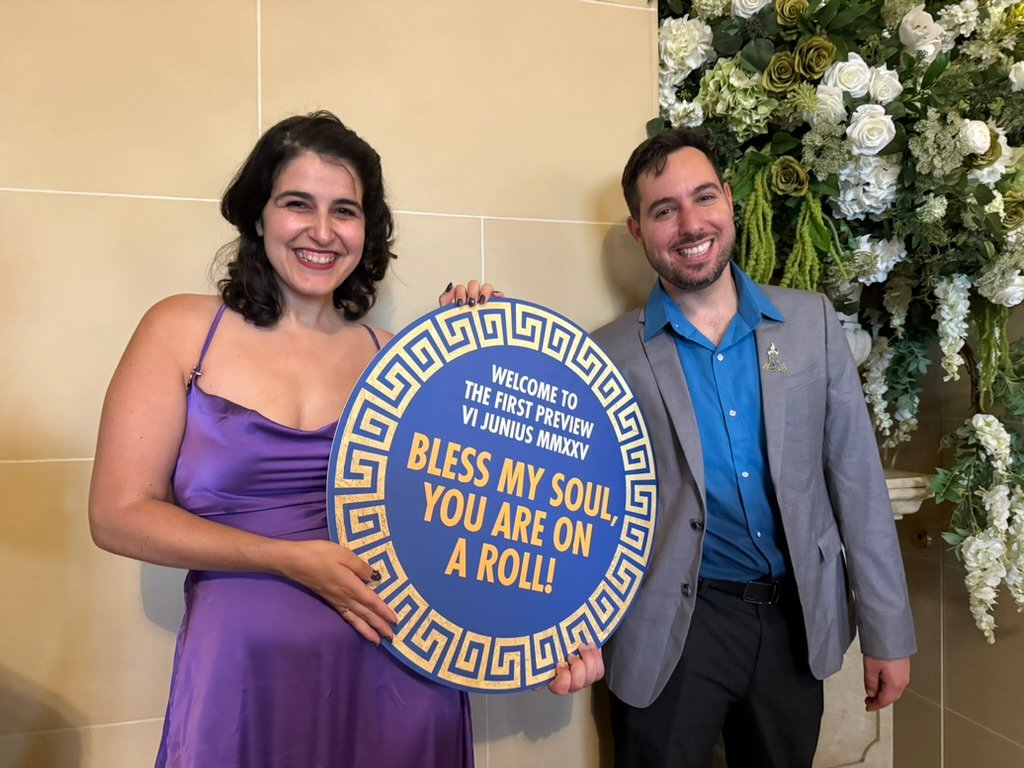 WELCOME TO
THE FIRST PREVIEW
VI JUNIUS MMXXV
BLESS MY SOUL,
YOU ARE ON
A ROLL!